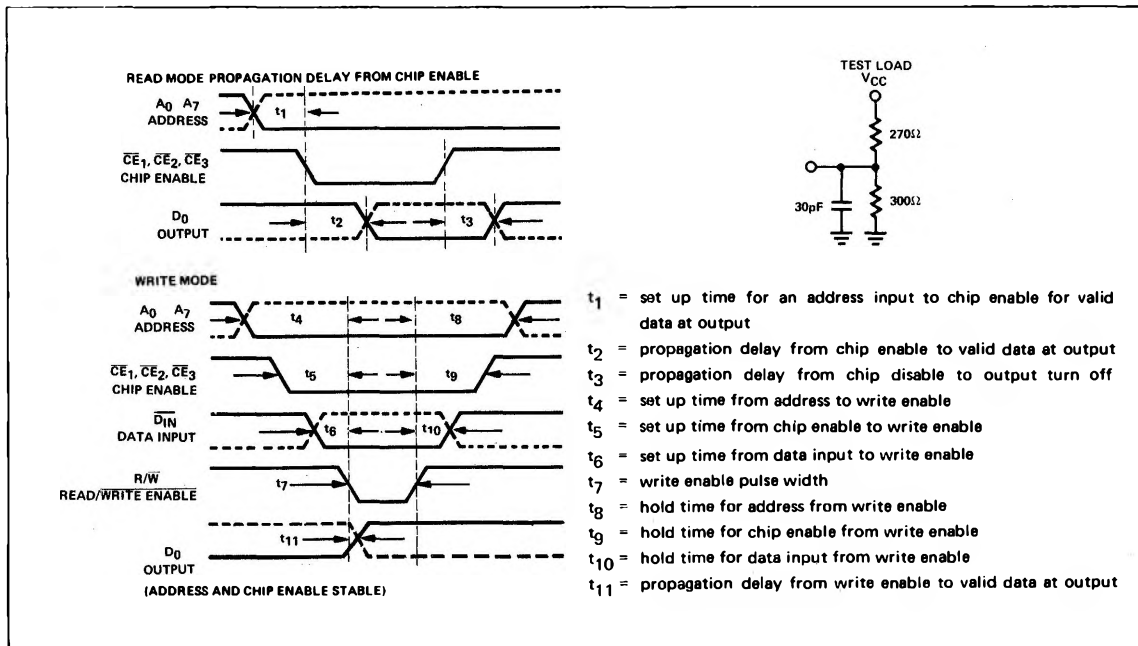 READ MODE PROPAGATION DELAY FROM CHIP ENABLE
A0 A7
ADDRESS
t1
CE1, CE2, CE3
CHIP ENABLE
D0
OUTPUT
t2
t3
TEST LOAD
VCC
270Ω
30pF
300Ω
WRITE MODE
A0 A7
ADDRESS
t4
t8
CE1, CE2, CE3
CHIP ENABLE
t5
t9
DIN
DATA INPUT
t6
t10
R/W
READ/WRITE ENABLE
t7
D0
OUTPUT
t11
(ADDRESS AND CHIP ENABLE STABLE)
t1 = set up time for an address input to chip enable for valid
data at output
t2 = propagation delay from chip enable to valid data at output
t3 = propagation delay from chip disable to output turn off
t4 = set up time from address to write enable
t5 = set up time from chip enable to write enable
t6 = set up time from data input to write enable
t7 = write enable pulse width
t8 = hold time for address from write enable
t9 = hold time for chip enable from write enable
t10 = hold time for data input from write enable
t11 = propagation delay from write enable to valid data at output